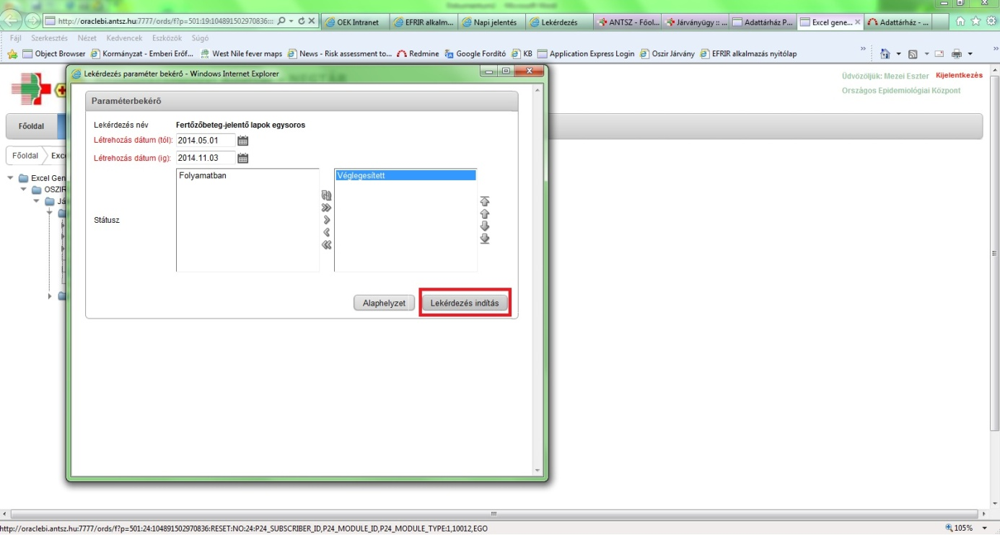 http://oraclebi.antsz.hu:7777/ords/f?p=501:19:104891502970836:::
OEK Intranet
EFRIR alkalm...
Napi jelentés
Lekérdezés
ANTSZ - Főol...
Járványügy :: ...
Adattárház P...
Excel gene...
Adattárház - ...
Fájl Szerkesztés Nézet Kedvencek Eszközök Súgó
Object Browser
Kormányzat - Emberi Erőf...
West Nile fever maps
News - Risk assessment to...
Redmine
Google Fordító
KB
Application Express Login
Oszir Járvány
EFRIR alkalmazás nyitólap
Lekérdezés paraméter bekérő - Windows Internet Explorer
Üdvözöljük: Mezei Eszter Kijelentkezés
Országos Epidemiológiai Központ
Főoldal
Főoldal
Exc
Excel Gen
OSZIR
Já
Paraméterbekérő
Lekérdezés név Fertőzőbeteg-jelentő lapok egysoros
Létrehozás dátum (tól): 2014.05.01
Létrehozás dátum (ig): 2014.11.03
Folyamatban
Véglegesített
Státusz
Alaphelyzet
Lekérdezés indítás
http://oraclebi.antsz.hu:7777/ords/f?p=501:24:104891502970836:RESET:NO:24:P24_SUBSCRIBER_ID,P24_MODULE_ID,P24_MODULE_TYPE:1,10012,EGO
105%